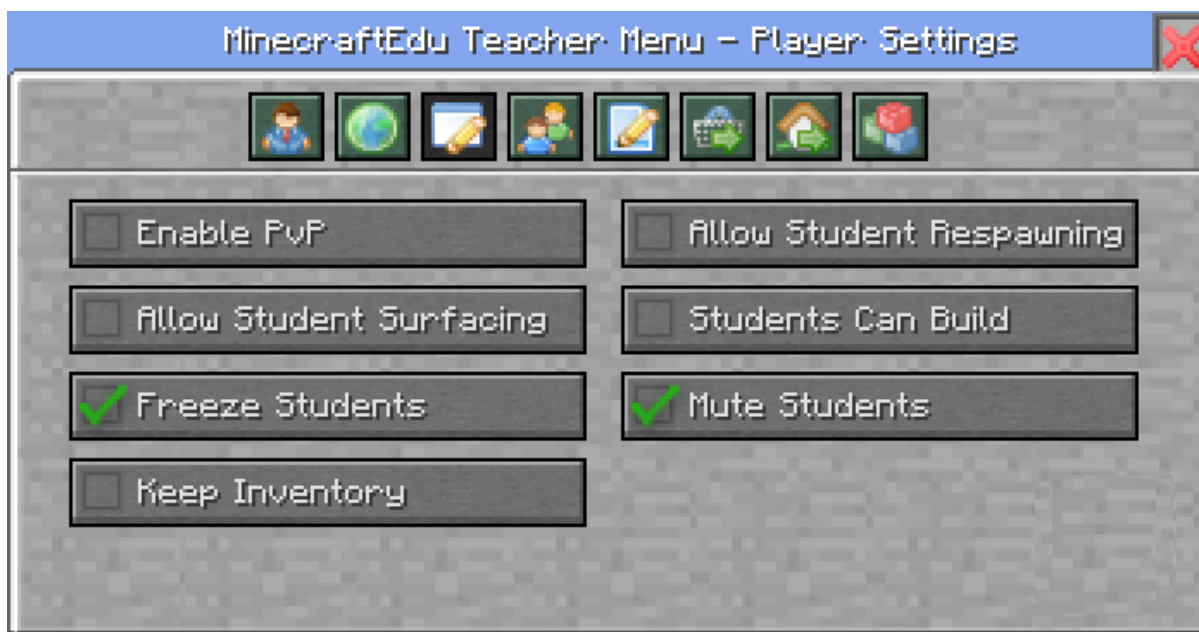 MinecraftEdu Teacher Menu - Player Settings
Enable PvP
Allow Student Respawning
Allow Student Surfacing
Students Can Build
Freeze Students
Mute Students
Keep Inventory